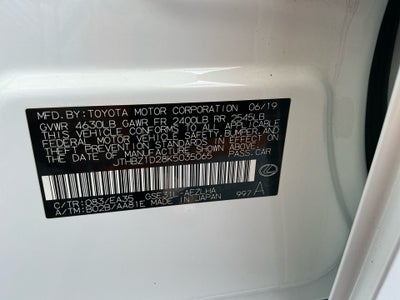 MFD.BY: TOYOTA MOTOR CORPORATION 06/19
GVWR 4630LB GAWR FR 2400LB RR 2545LB
THIS VEHICLE CONFORMS TO ALL APPLICABLE
FEDERAL MOTOR VEHICLE SAFETY, BUMPER, AND
THEFT PREVENTION STANDARDS IN EFFECT ON THE
DATE OF MANUFACTURE SHOWN ABOVE.
JTHBZ1D28K5035065 PASS.CAR
997A
C/TR: 083/EA35 GSE31L-AEZLHA
A/TM: B02B/AA81E MADE IN JAPAN